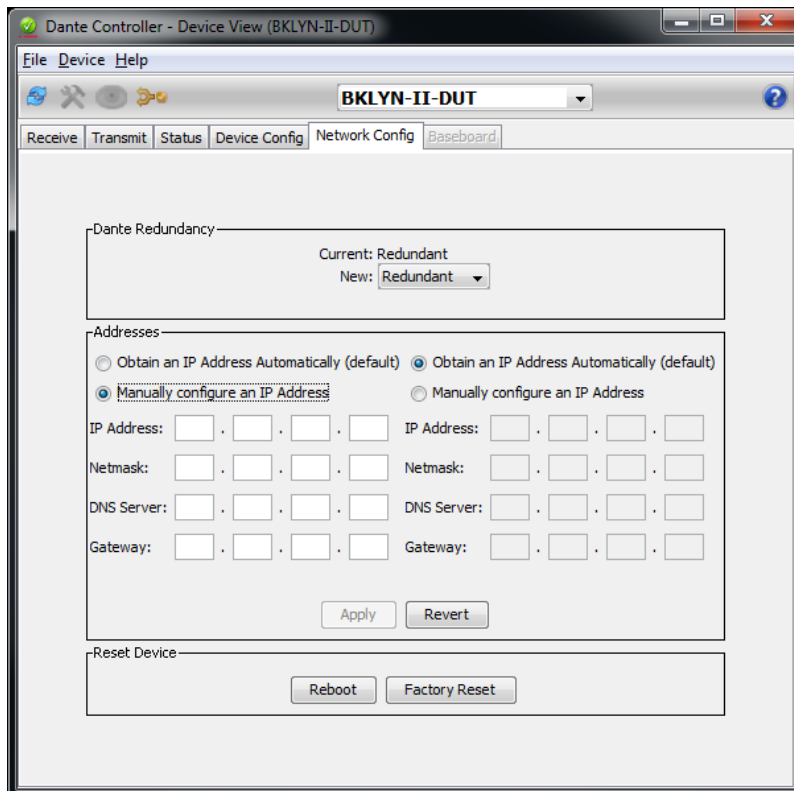 Dante Controller - Device View (BKLYN-II-DUT)
File Device Help
BKLYN-II-DUT
Receive Transmit Status Device Config Network Config Baseboard
Dante Redundancy
Current: Redundant
New: Redundant
Addresses
Obtain an IP Address Automatically (default) Obtain an IP Address Automatically (default)
Manually configure an IP Address Manually configure an IP Address
IP Address: . . . IP Address: . . .
Netmask: . . . Netmask: . . .
DNS Server: . . . DNS Server: . . .
Gateway: . . . Gateway: . . .
Apply Revert
Reset Device
Reboot Factory Reset